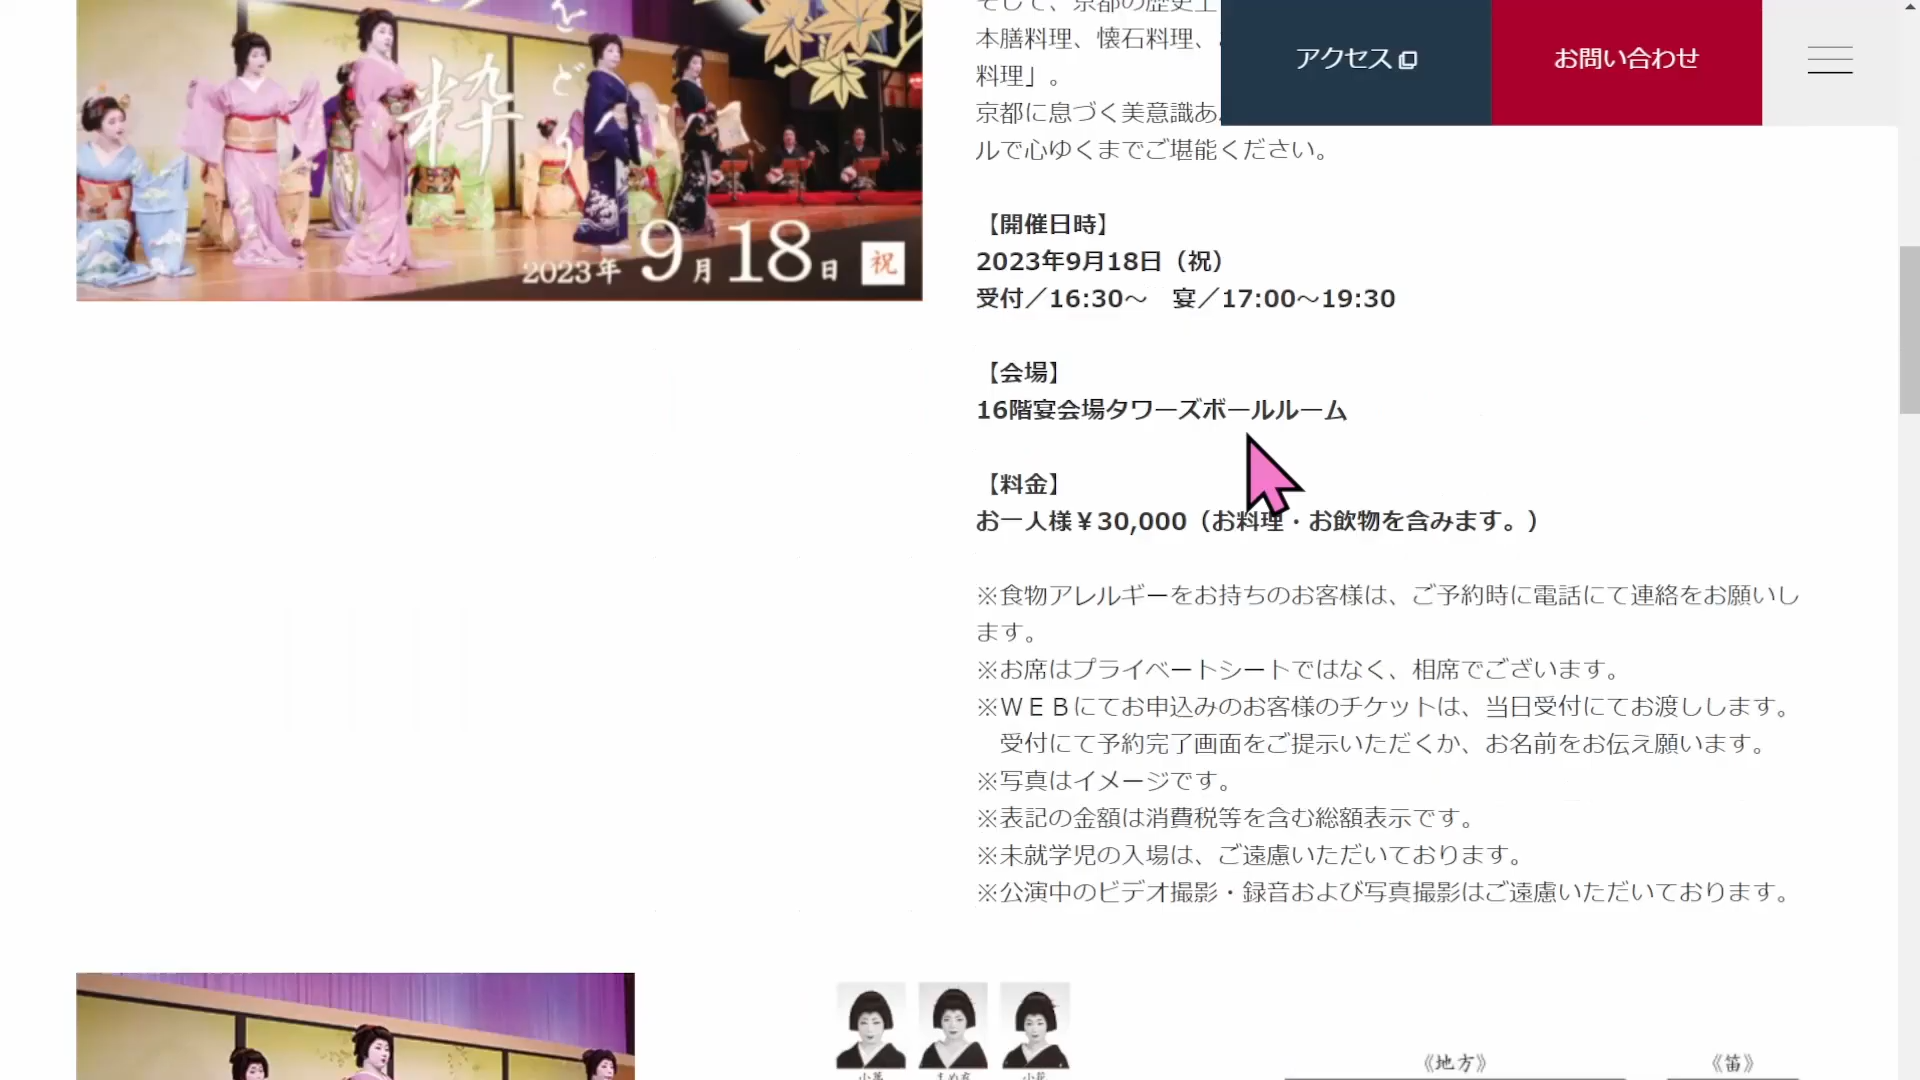 をどり
粋
2023年9月18日 祝
本膳料理、懐石料理、
料理」。
京都に息づく美意識あ
ルで心ゆくまでご堪能ください。
アクセス
お問い合わせ
【開催日時】
2023年9月18日（祝）
受付／16:30～　宴／17:00～19:30
【会場】
16階宴会場タワーズボールルーム
【料金】
お一人様￥30,000（お料理・お飲物を含みます。）
※食物アレルギーをお持ちのお客様は、ご予約時に電話にて連絡をお願いし
ます。
※お席はプライベートシートではなく、相席でございます。
※ＷＥＢにてお申込みのお客様のチケットは、当日受付にてお渡しします。
　受付にて予約完了画面をご提示いただくか、お名前をお伝え願います。
※写真はイメージです。
※表記の金額は消費税等を含む総額表示です。
※未就学児の入場は、ご遠慮いただいております。
※公演中のビデオ撮影・録音および写真撮影はご遠慮いただいております。
《地方》
《笛》